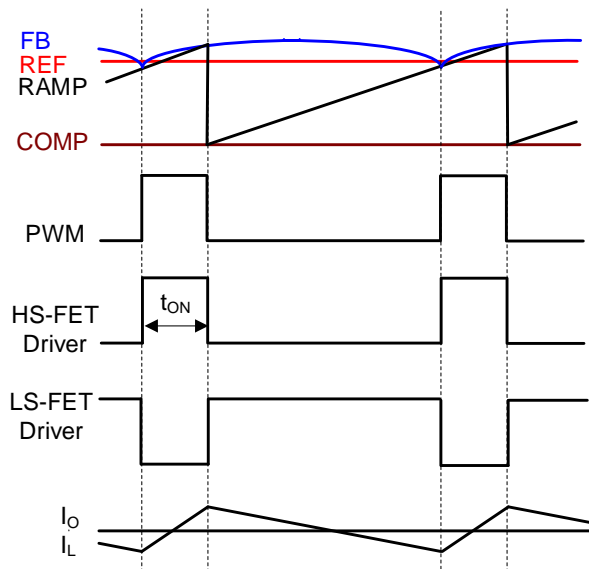 FB
REF
RAMP
COMP
PWM
tON
HS-FET
Driver
LS-FET
Driver
IO
IL